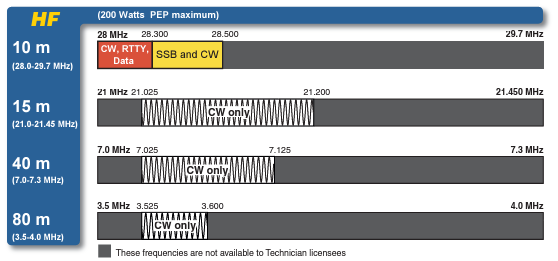 HF
(200 Watts PEP maximum)
28 MHz 28.300 28.500 29.7 MHz
10 m
(28.0-29.7 MHz)
CW, RTTY,
Data
SSB and CW
21 MHz 21.025 21.200 21.450 MHz
15 m
(21.0-21.45 MHz)
CW only
7.0 MHz 7.025 7.125 7.3 MHz
40 m
(7.0-7.3 MHz)
CW only
3.5 MHz 3.525 3.600 4.0 MHz
80 m
(3.5-4.0 MHz)
CW only
These frequencies are not available to Technician licensees